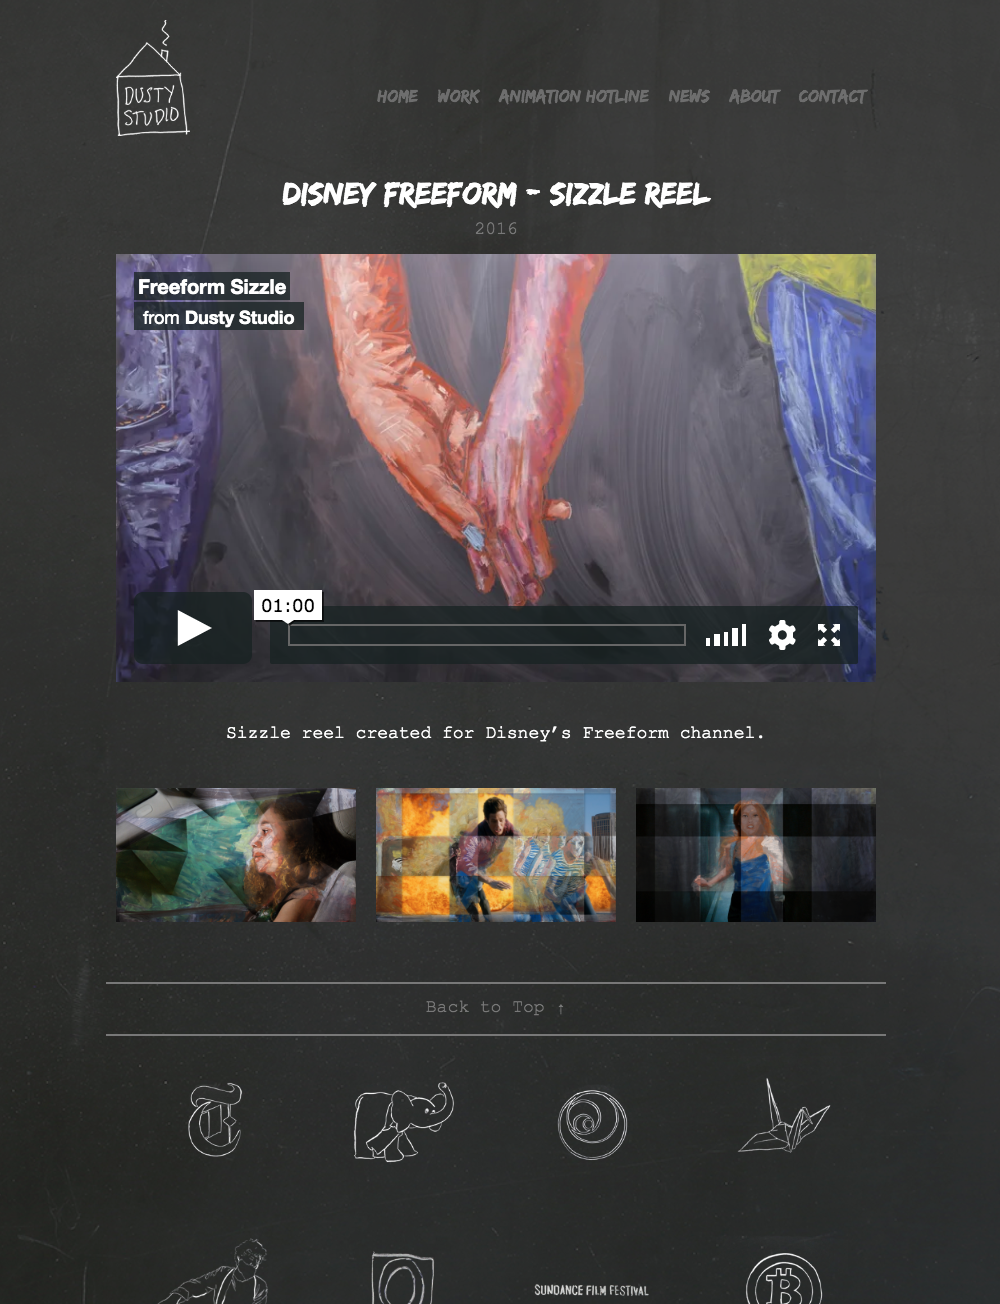 DUSTY
STUDIO
HOME WORK ANIMATION HOTLINE NEWS ABOUT CONTACT
DISNEY FREEFORM - SIZZLE REEL
2016
Freeform Sizzle
from Dusty Studio
01:00
Sizzle reel created for Disney’s Freeform channel.
Back to Top ↑
SUNDANCE FILM FESTIVAL